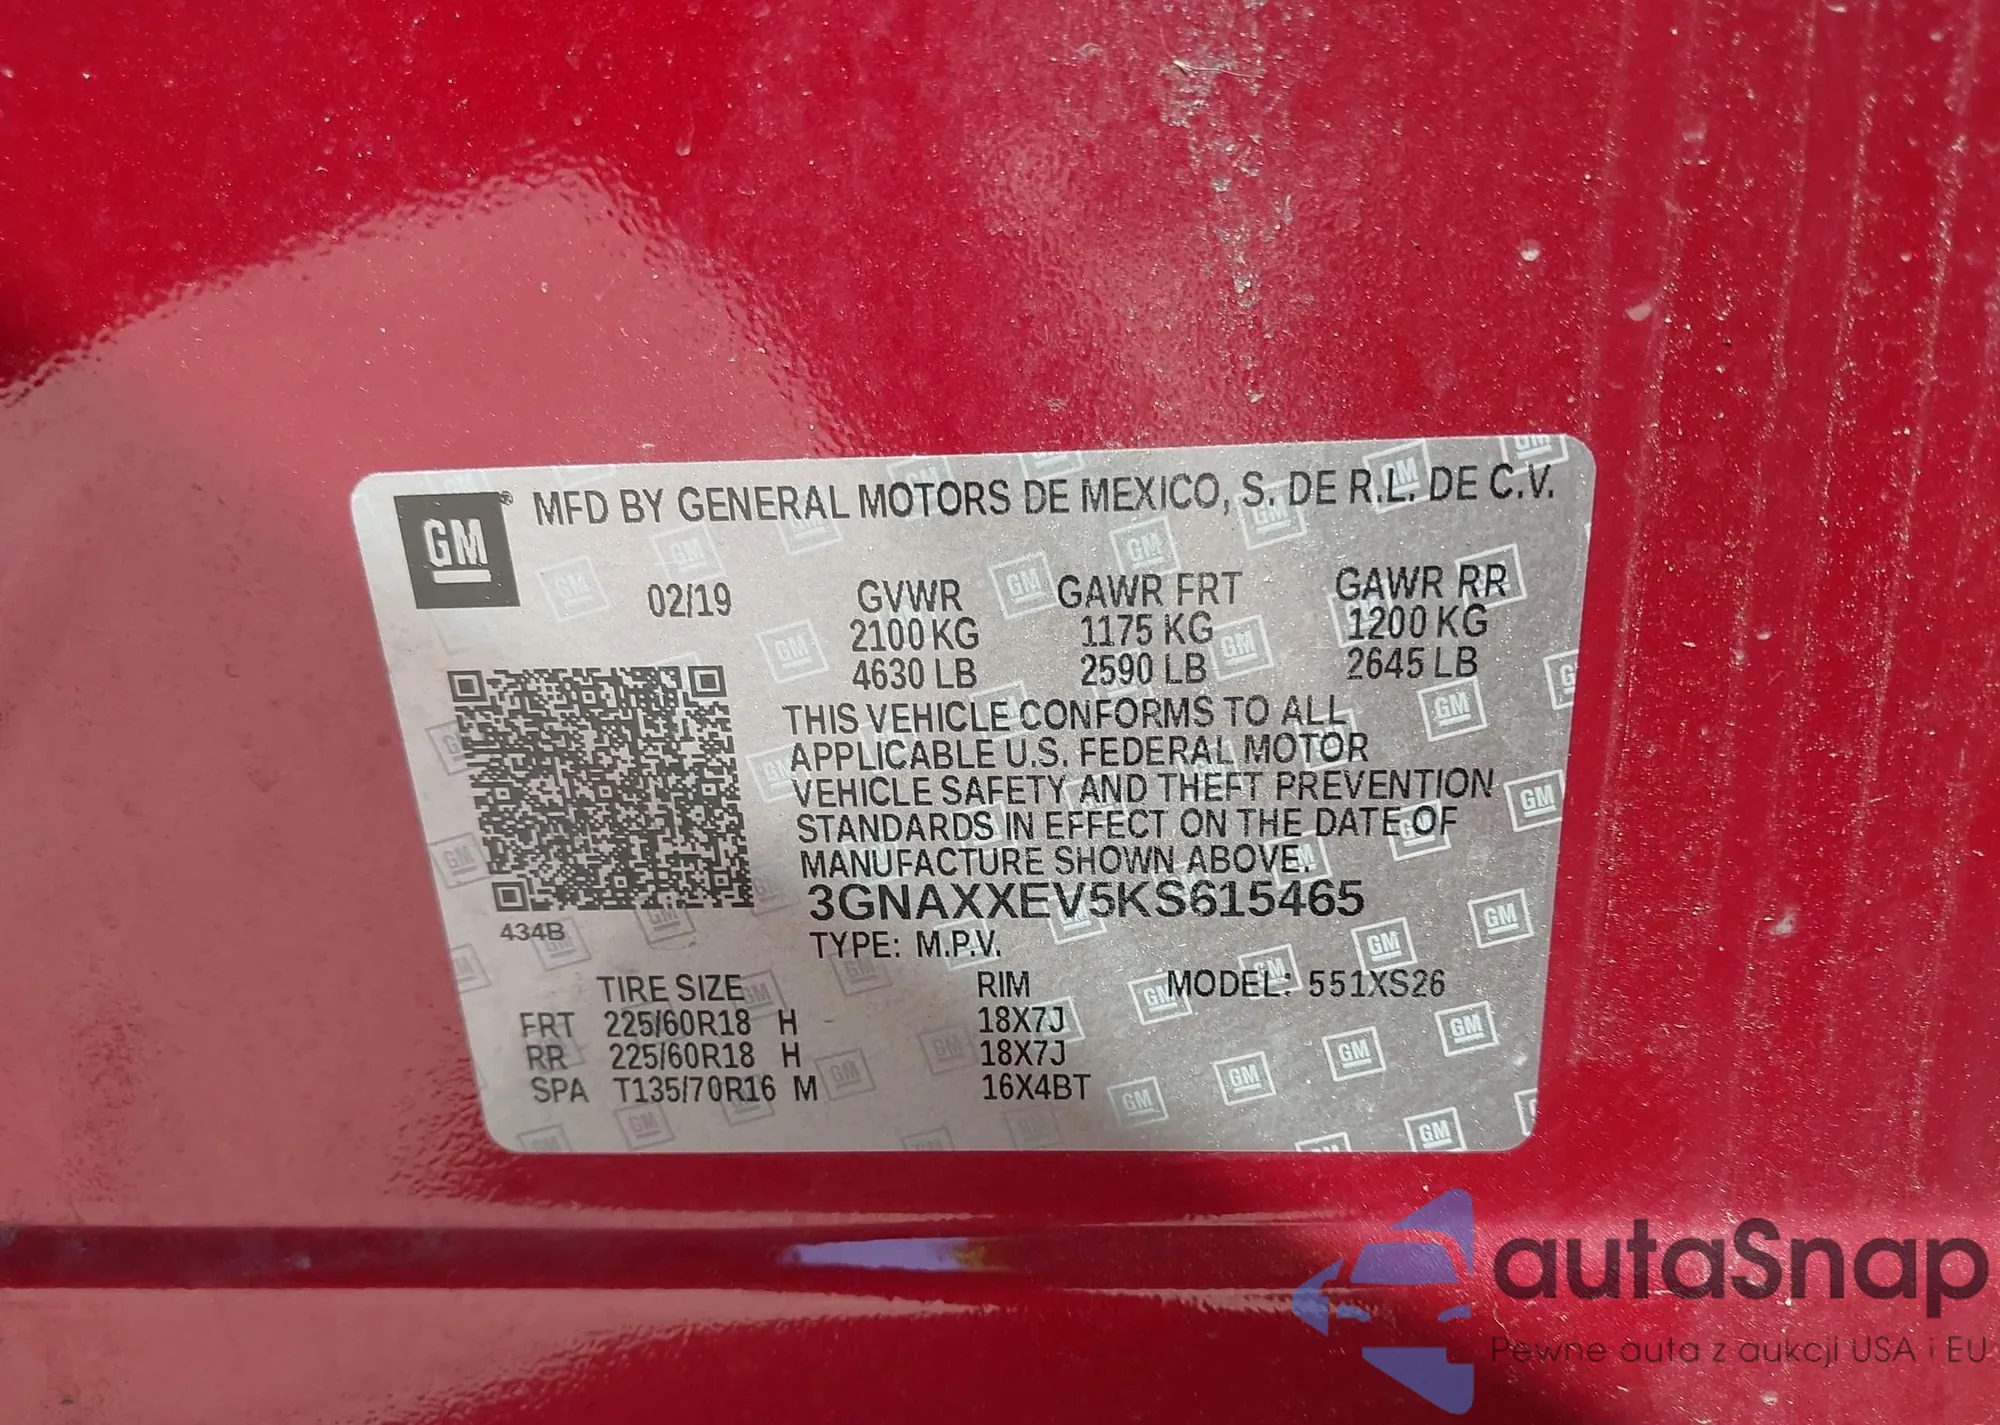 GM® MFD BY GENERAL MOTORS DE MEXICO, S. DE R.L. DE C.V.
02/19 GVWR GAWR FRT GAWR RR
2100 KG 1175 KG 1200 KG
4630 LB 2590 LB 2645 LB
THIS VEHICLE CONFORMS TO ALL
APPLICABLE U.S. FEDERAL MOTOR
VEHICLE SAFETY AND THEFT PREVENTION
STANDARDS IN EFFECT ON THE DATE OF
MANUFACTURE SHOWN ABOVE.
3GNAXXEV5KS615465
434B
TYPE: M.P.V.
TIRE SIZE RIM MODEL: 551XS26
FRT 225/60R18 H 18X7J
RR 225/60R18 H 18X7J
SPA T135/70R16 M 16X4BT
autaSnap
Pewne auta z aukcji USA i EU